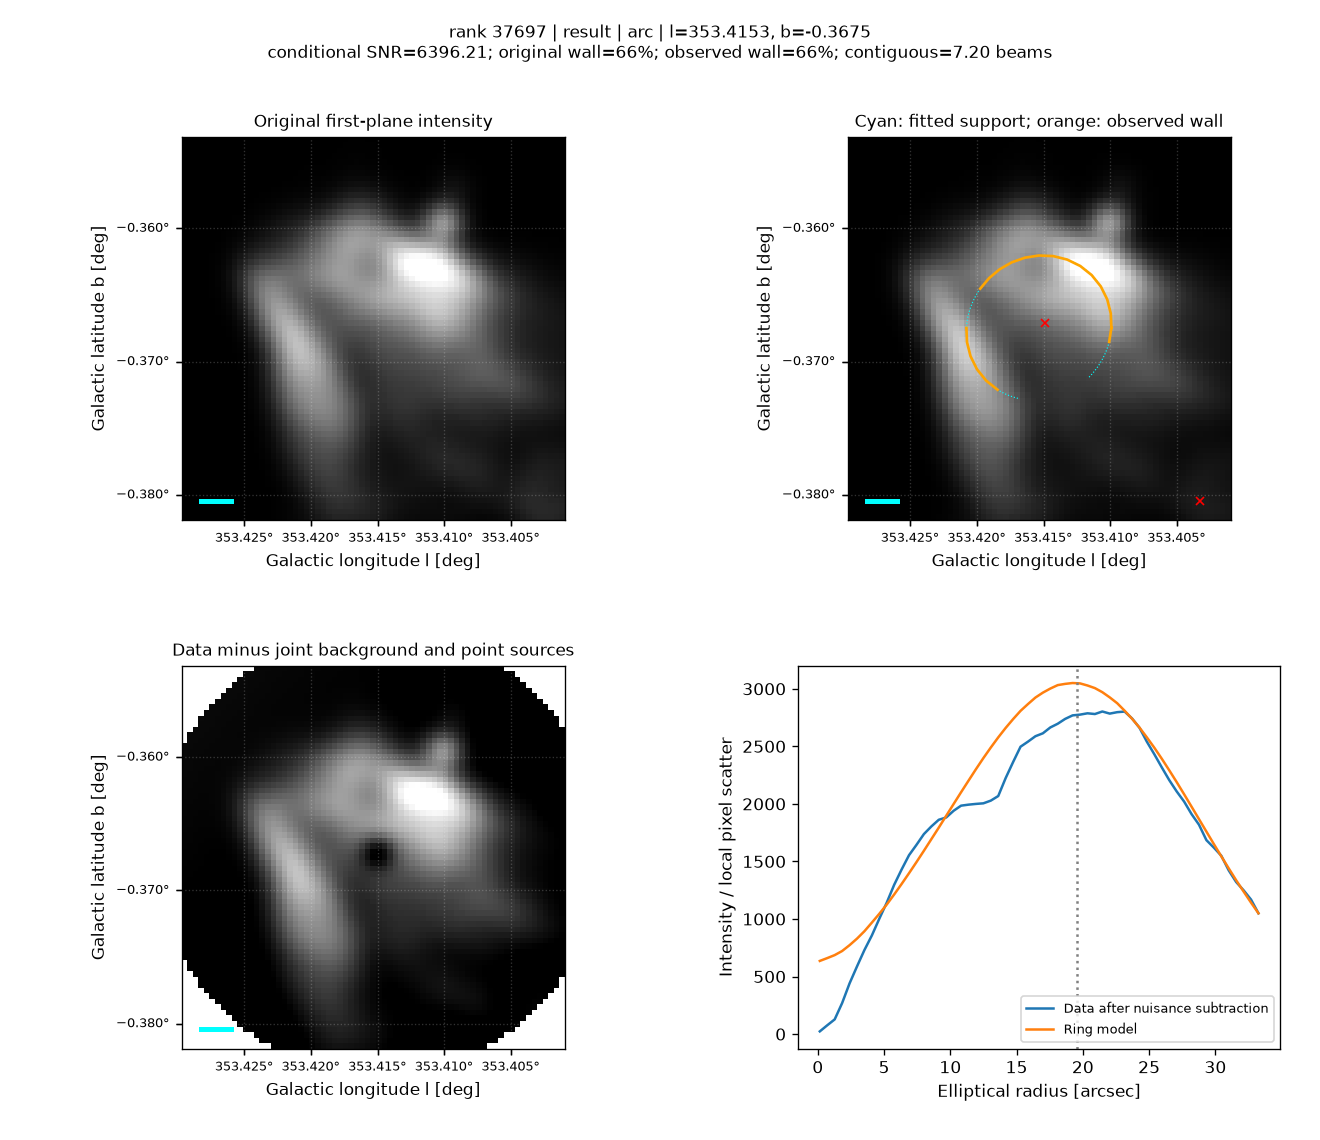 rank 37697 | result | arc | l=353.4153, b=-0.3675
conditional SNR=6396.21; original wall=66%; observed wall=66%; contiguous=7.20 beams
Original first-plane intensity
Galactic latitude b [deg]
−0.360°
−0.370°
−0.380°
353.425° 353.420° 353.415° 353.410° 353.405°
Galactic longitude l [deg]
Cyan: fitted support; orange: observed wall
Galactic latitude b [deg]
−0.360°
−0.370°
−0.380°
353.425° 353.420° 353.415° 353.410° 353.405°
Galactic longitude l [deg]
Data minus joint background and point sources
Galactic latitude b [deg]
−0.360°
−0.370°
−0.380°
353.425° 353.420° 353.415° 353.410° 353.405°
Galactic longitude l [deg]
Intensity / local pixel scatter
3000
2500
2000
1500
1000
500
0
Data after nuisance subtraction
Ring model
0 5 10 15 20 25 30
Elliptical radius [arcsec]